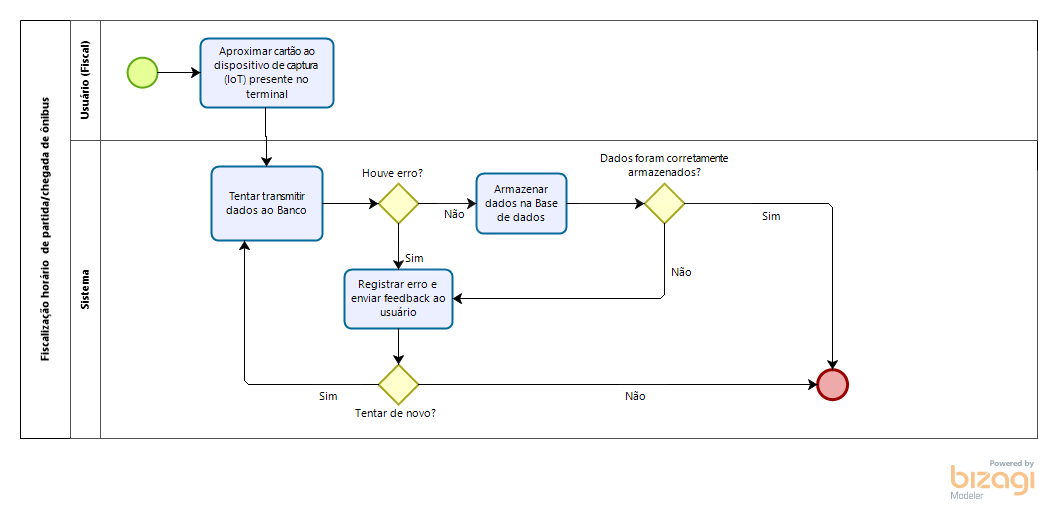 Fiscalização horário de partida/chegada de ônibus
Usuário (Fiscal)
Aproximar cartão ao
dispositivo de captura
(IoT) presente no
terminal
Sistema
Tentar transmitir
dados ao Banco
Houve erro?
Não
Sim
Armazenar
dados na Base
de dados
Dados foram corretamente
armazenados?
Sim
Não
Registrar erro e
enviar feedback ao
usuário
Sim
Tentar de novo?
Não
Powered by
bizagi
Modeler